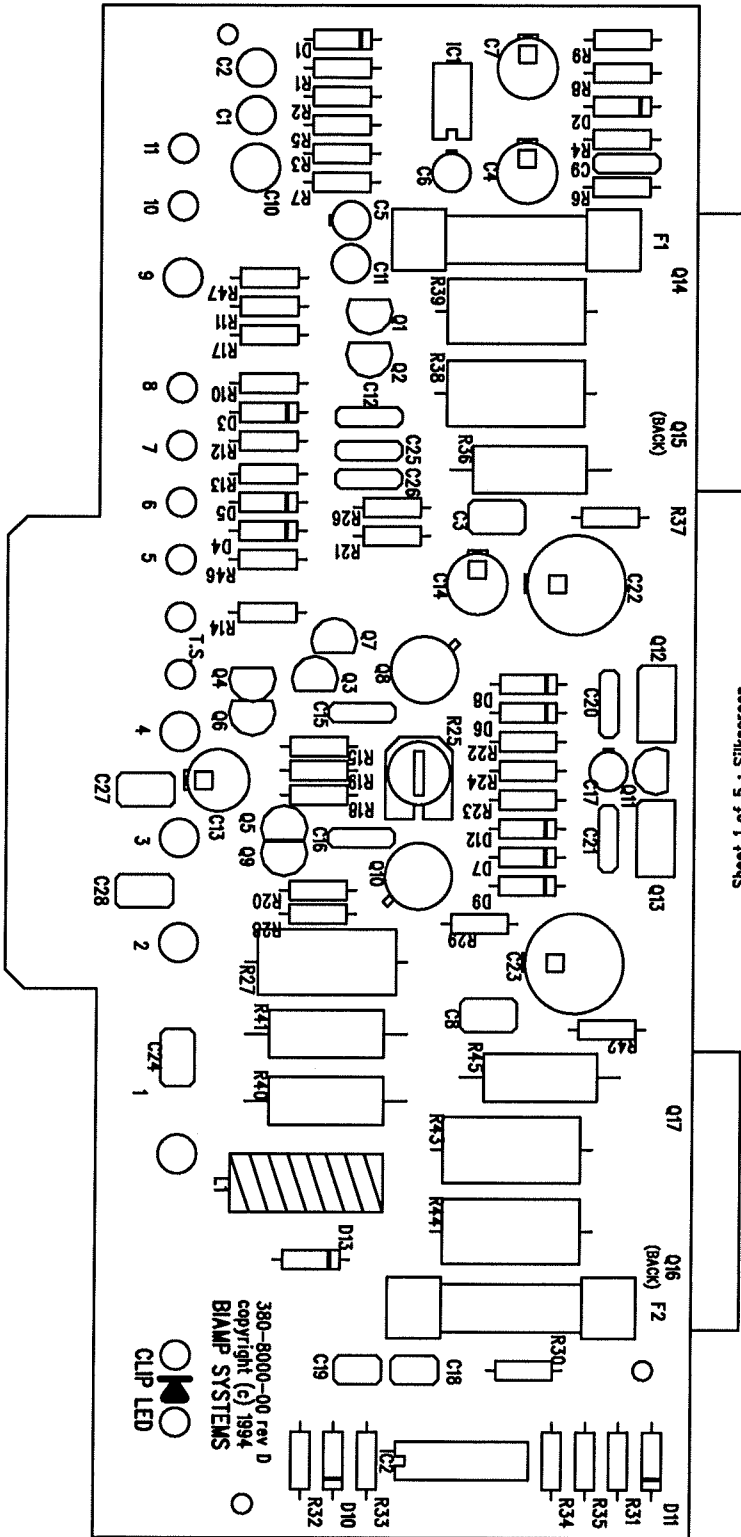 D1
R1
R2
R5
R3
R7
C2
C1
C10
11
10
9
IC1
C6
C7
C4
R9
R8
D2
R4
C9
R6
C5
C11
F1
Q14
R39
R38
Q15
(BACK)
R36
R37
R47
R11
R17
R10
D3
R12
R13
D5
D4
R46
R14
Q1
Q2
C12
C25
C26
R26
R21
C3
C14
C22
8
7
6
5
T.S.
4
3
2
1
Q7
Q3
Q4
Q6
Q8
C15
R15
R19
R18
R25
C13
C27
C28
Q5
Q9
C16
Q10
R20
R28
R27
D8
D6
R22
R24
R23
D12
D7
D9
Q12
C20
C17
Q11
C21
Q13
Sheet 1 of 5 : Silkscreen
R29
C23
C8
R42
R41
R40
R45
R43
R44
Q17
Q16
(BACK)
F2
C24
L1
D13
380-8000-00 rev D
copyright (c) 1994
BIAMP SYSTEMS
CLIP LED
C19
C18
R30
IC2
R32
D10
R33
R34
R35
R31
D11